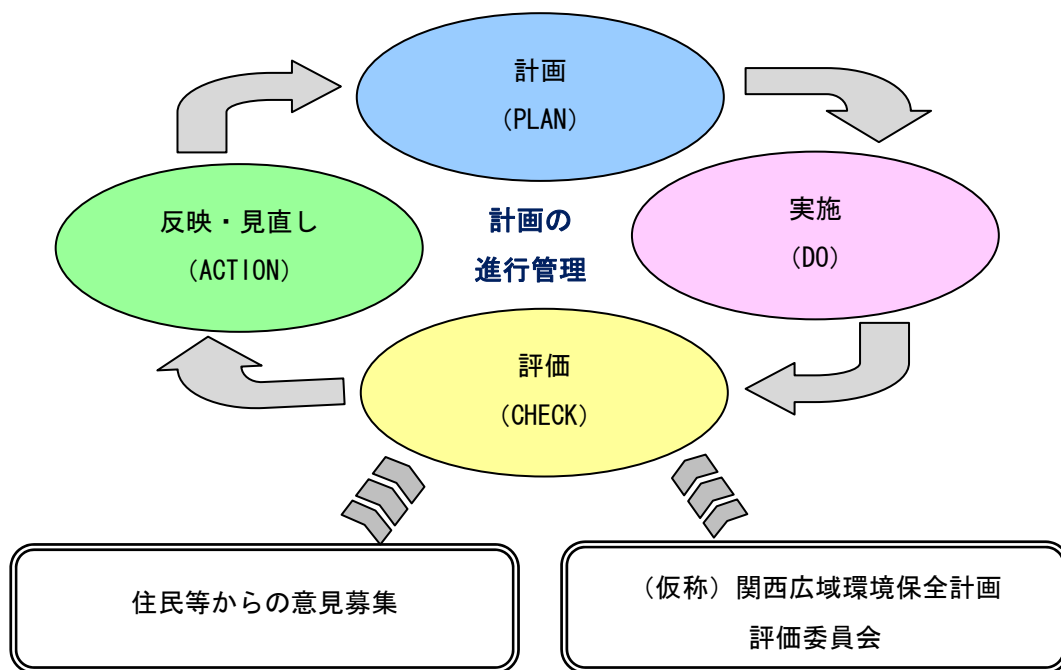 計画
(PLAN)
反映・見直し
(ACTION)
計画の
進行管理
実施
(DO)
評価
(CHECK)
住民等からの意見募集
(仮称)関西広域環境保全計画
評価委員会